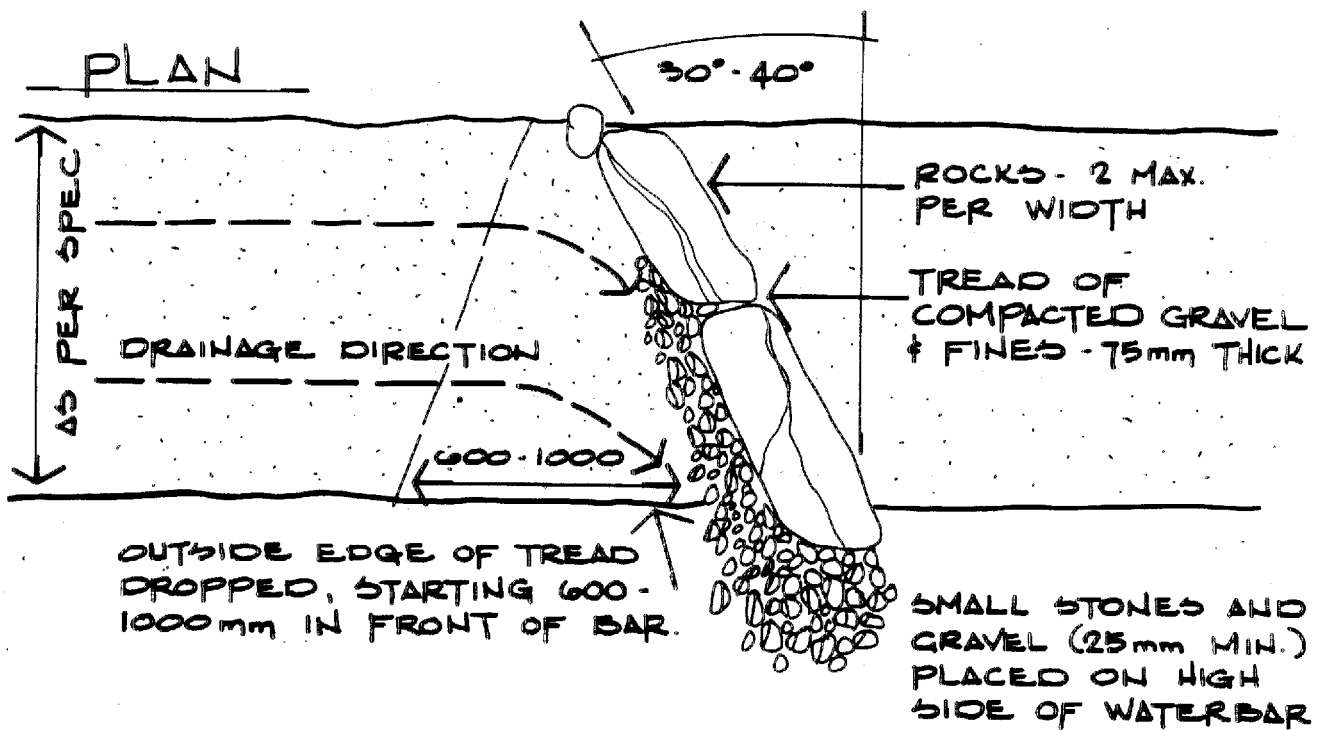 PLAN
30°-40°
AS PER SPEC
ROCKS - 2 MAX.
PER WIDTH
TREAD OF
COMPACTED GRAVEL
& FINES - 75mm THICK
DRAINAGE DIRECTION
600-1000
OUTSIDE EDGE OF TREAD
DROPPED, STARTING 600-
1000mm IN FRONT OF BAR.
SMALL STONES AND
GRAVEL (25mm MIN.)
PLACED ON HIGH
SIDE OF WATERBAR